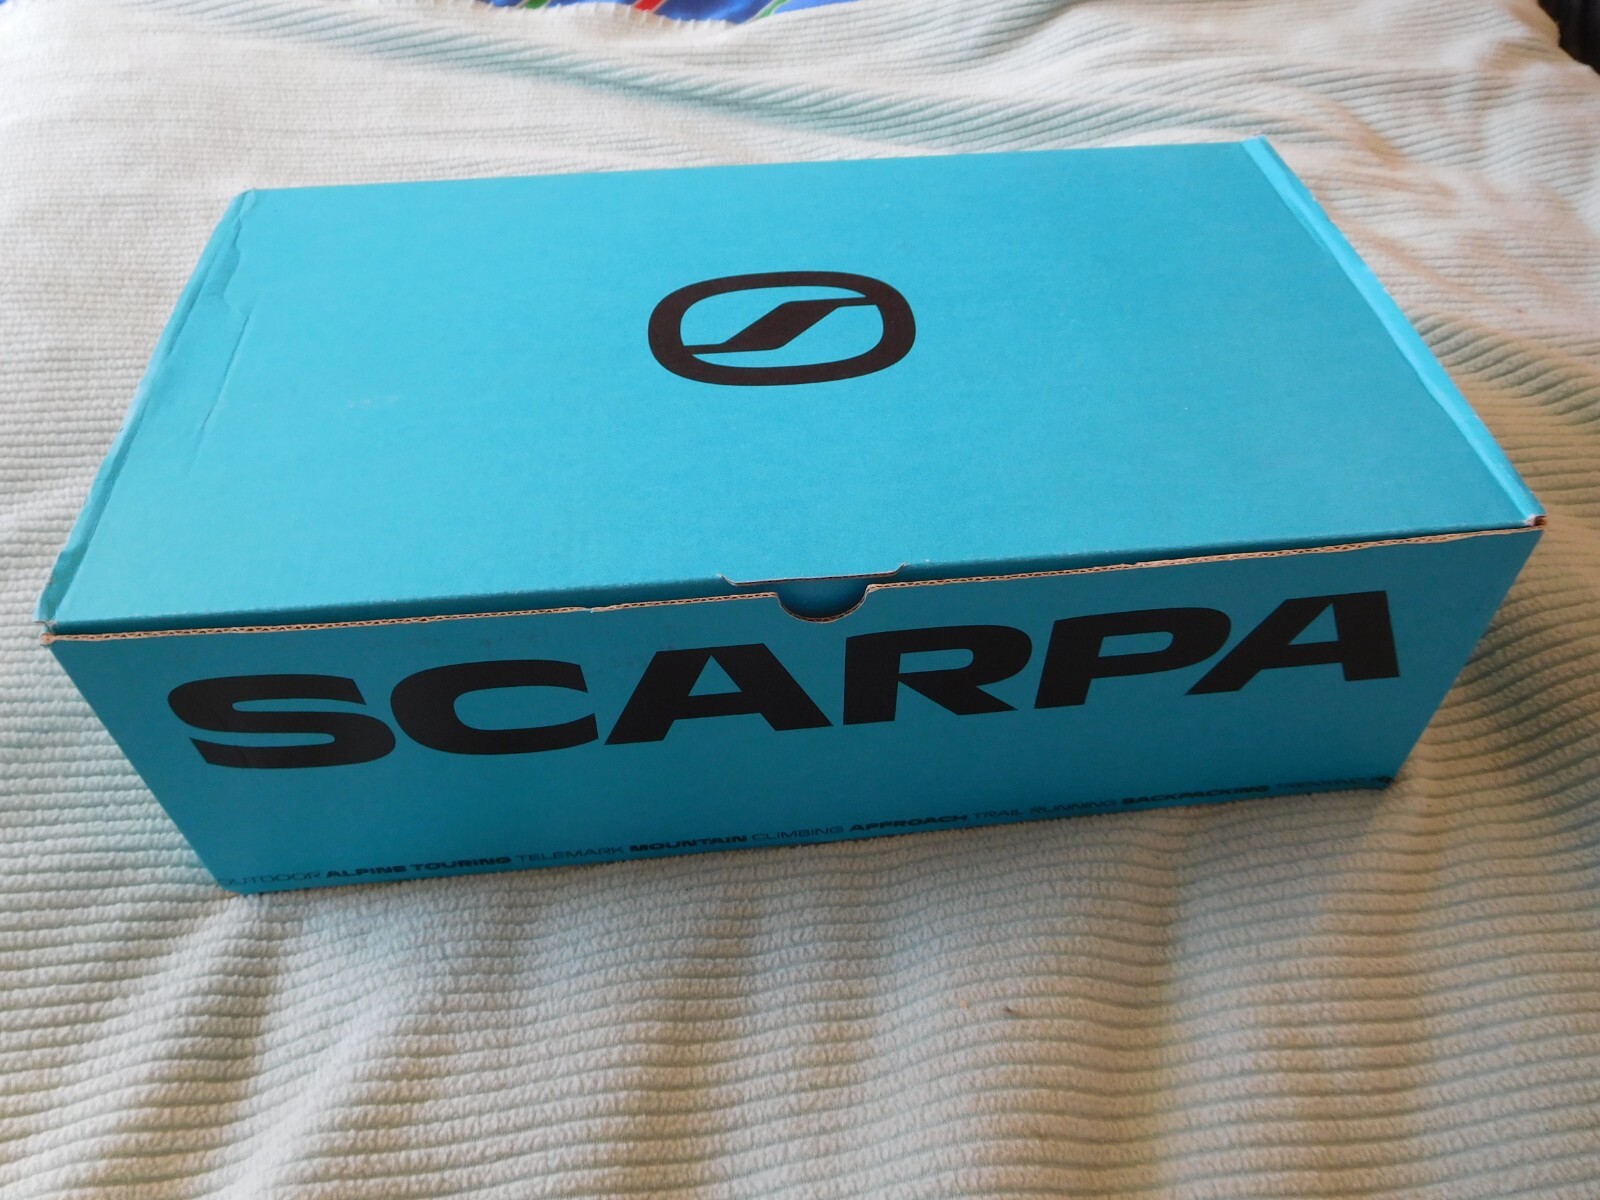 SCARPA
OUTDOOR ALPINE TOURING TELEMARK MOUNTAIN CLIMBING APPROACH TRAIL RUNNING BACKPACKING